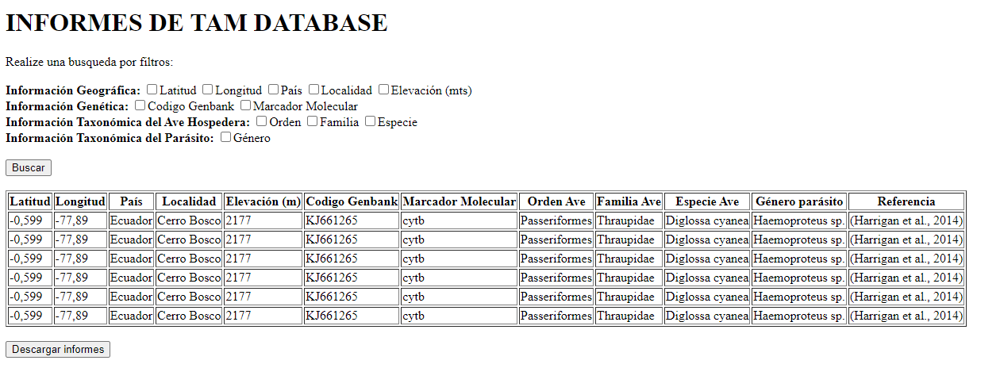 INFORMES DE TAM DATABASE
Realize una busqueda por filtros:
Información Geográfica: Latitud Longitud País Localidad Elevación (mts)
Información Genética: Codigo Genbank Marcador Molecular
Información Taxonómica del Ave Hospedera: Orden Familia Especie
Información Taxonómica del Parásito: Género
Buscar
Latitud Longitud País Localidad Elevación (m) Codigo Genbank Marcador Molecular Orden Ave Familia Ave Especie Ave Género parásito Referencia
-0,599 -77,89 Ecuador Cerro Bosco 2177 KJ661265 cytb Passeriformes Thraupidae Diglossa cyanea Haemoproteus sp. (Harrigan et al., 2014)
-0,599 -77,89 Ecuador Cerro Bosco 2177 KJ661265 cytb Passeriformes Thraupidae Diglossa cyanea Haemoproteus sp. (Harrigan et al., 2014)
-0,599 -77,89 Ecuador Cerro Bosco 2177 KJ661265 cytb Passeriformes Thraupidae Diglossa cyanea Haemoproteus sp. (Harrigan et al., 2014)
-0,599 -77,89 Ecuador Cerro Bosco 2177 KJ661265 cytb Passeriformes Thraupidae Diglossa cyanea Haemoproteus sp. (Harrigan et al., 2014)
-0,599 -77,89 Ecuador Cerro Bosco 2177 KJ661265 cytb Passeriformes Thraupidae Diglossa cyanea Haemoproteus sp. (Harrigan et al., 2014)
-0,599 -77,89 Ecuador Cerro Bosco 2177 KJ661265 cytb Passeriformes Thraupidae Diglossa cyanea Haemoproteus sp. (Harrigan et al., 2014)
Descargar informes